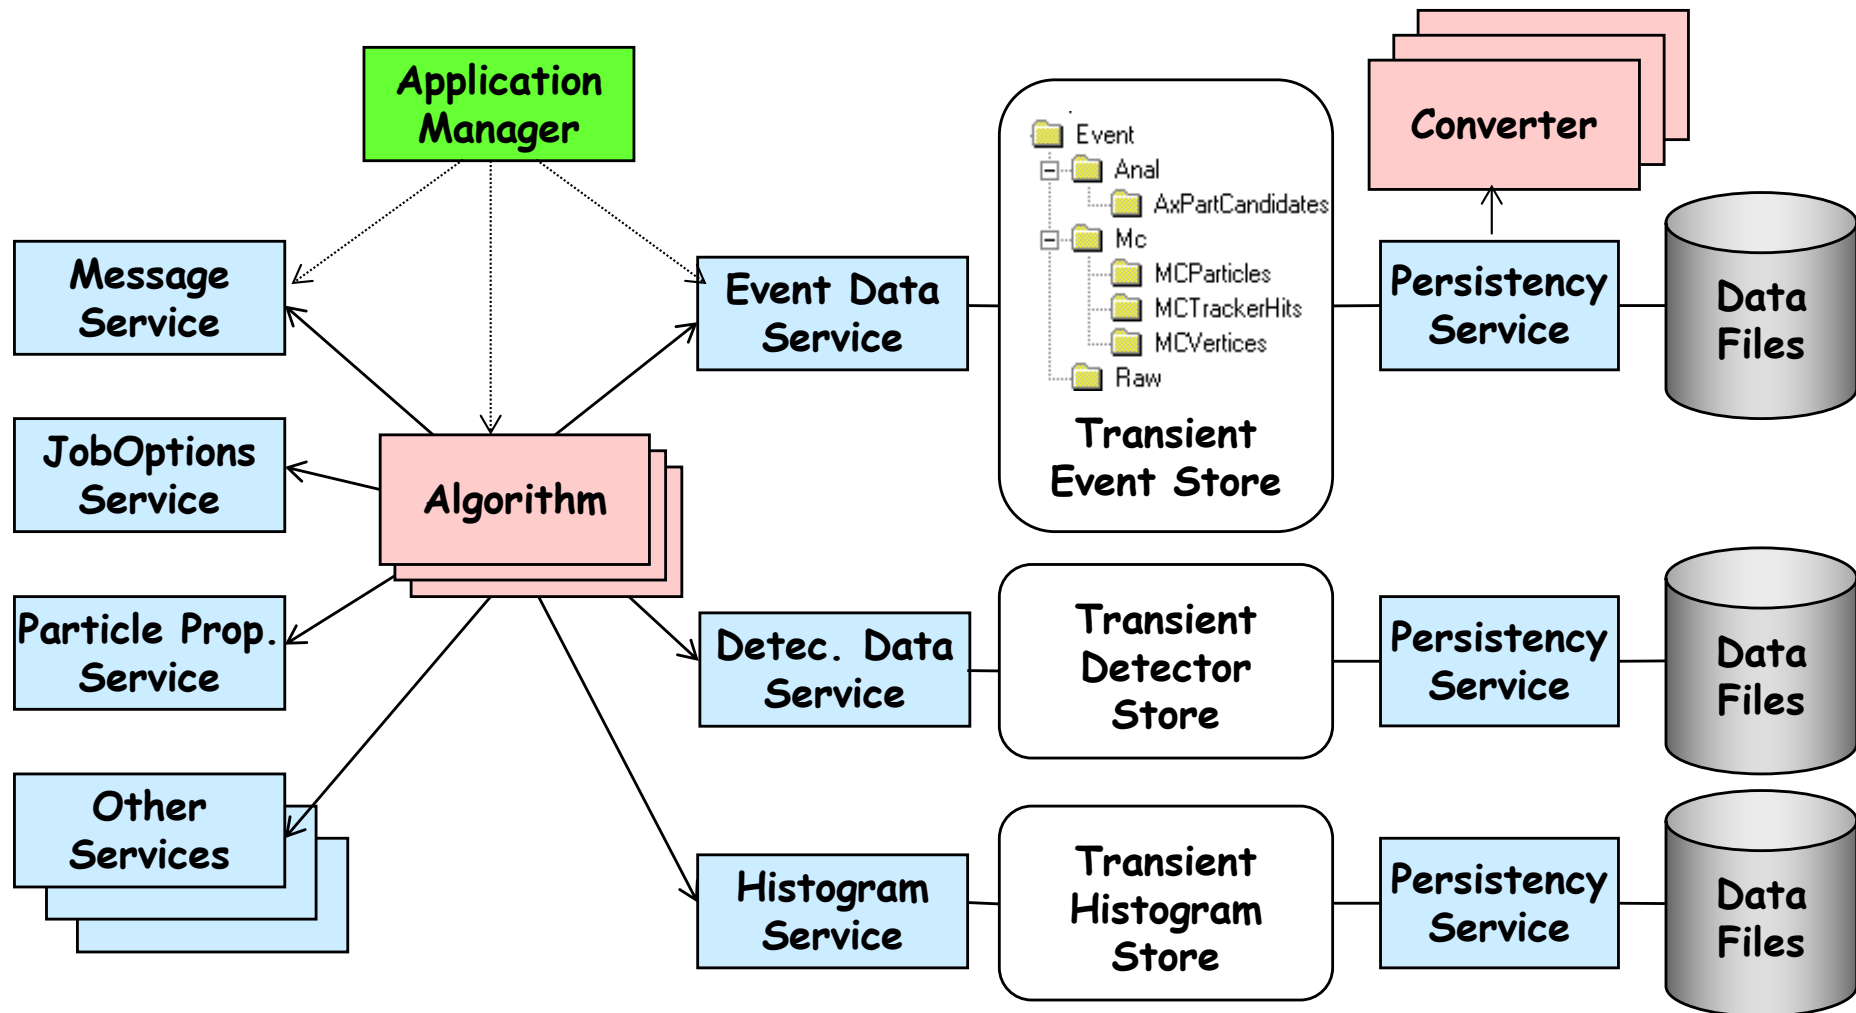 Application
Manager
Converter
Event
Anal
AxPartCandidates
Mc
MCParticles
MCTrackerHits
MCVertices
Raw
Transient
Event Store
Message
Service
Event Data
Service
Persistency
Service
Data
Files
JobOptions
Service
Algorithm
Particle Prop.
Service
Detec. Data
Service
Transient
Detector
Store
Persistency
Service
Data
Files
Other
Services
Histogram
Service
Transient
Histogram
Store
Persistency
Service
Data
Files